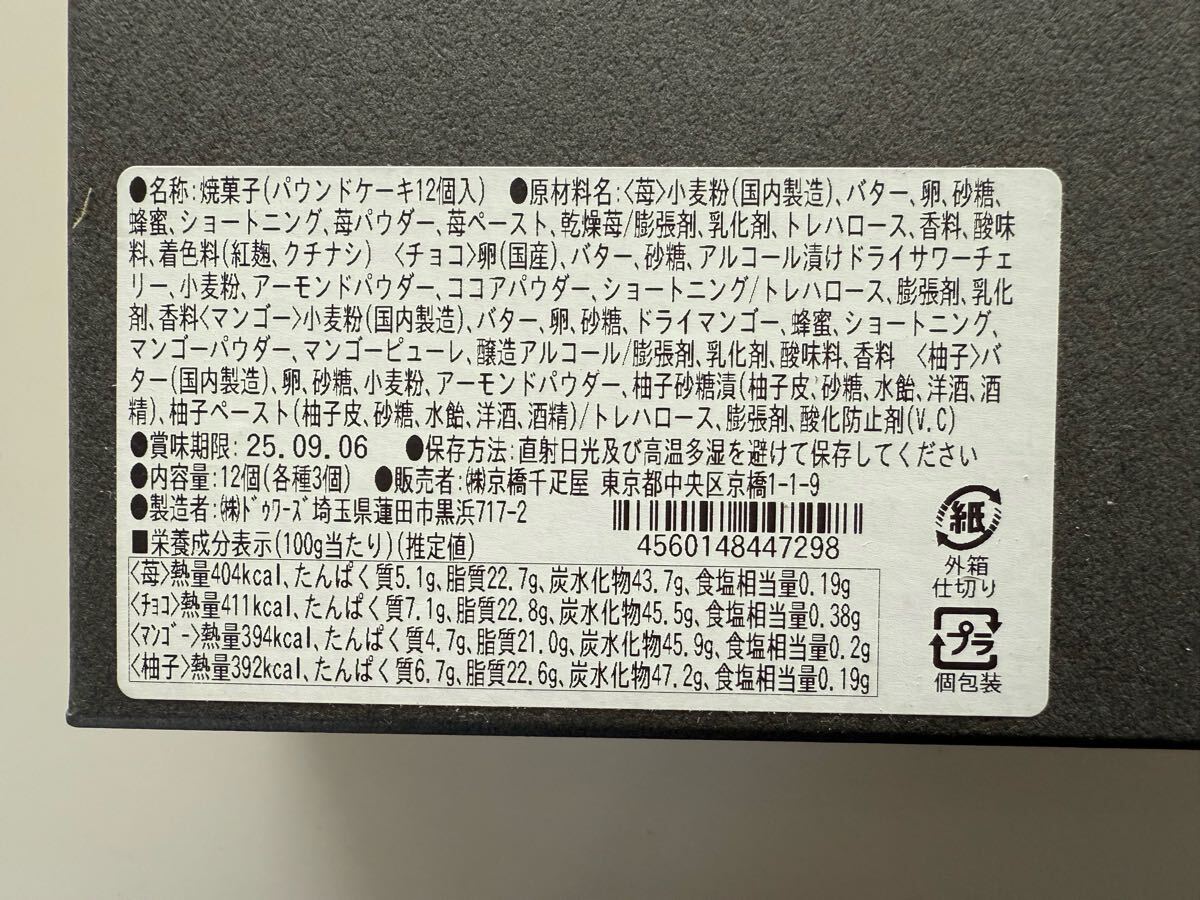 ●名称:焼菓子(パウンドケーキ12個入) ●原材料名:〈苺〉小麦粉(国内製造)、バター、卵、砂糖、
蜂蜜、ショートニング、苺パウダー、苺ペースト、乾燥苺/膨張剤、乳化剤、トレハロース、香料、酸味
料、着色料(紅麹、クチナシ) 〈チョコ〉卵(国産)、バター、砂糖、アルコール漬けドライサワーチェ
リー、小麦粉、アーモンドパウダー、ココアパウダー、ショートニング/トレハロース、膨張剤、乳化
剤、香料〈マンゴー〉小麦粉(国内製造)、バター、卵、砂糖、ドライマンゴー、蜂蜜、ショートニング、
マンゴーパウダー、マンゴーピューレ、醸造アルコール/膨張剤、乳化剤、酸味料、香料 〈柚子〉バ
ター(国内製造)、卵、砂糖、小麦粉、アーモンドパウダー、柚子砂糖漬(柚子皮、砂糖、水飴、洋酒、酒
精)、柚子ペースト(柚子皮、砂糖、水飴、洋酒、酒精)/トレハロース、膨張剤、酸化防止剤(V.C)
●賞味期限:25.09.06 ●保存方法:直射日光及び高温多湿を避けて保存してください
●内容量:12個(各種3個) ●販売者:㈱京橋千疋屋 東京都中央区京橋1-1-9
●製造者:㈱ドゥワーズ 埼玉県蓮田市黒浜717-2
■栄養成分表示(100g当たり)(推定値)
4560148447298
〈苺〉熱量404kcal、たんぱく質5.1g、脂質22.7g、炭水化物43.7g、食塩相当量0.19g
〈チョコ〉熱量411kcal、たんぱく質7.1g、脂質22.8g、炭水化物45.5g、食塩相当量0.38g
〈マンゴー〉熱量394kcal、たんぱく質4.7g、脂質21.0g、炭水化物45.9g、食塩相当量0.2g
〈柚子〉熱量392kcal、たんぱく質6.7g、脂質22.6g、炭水化物47.2g、食塩相当量0.19g
紙
外箱
仕切り
プラ
個包装